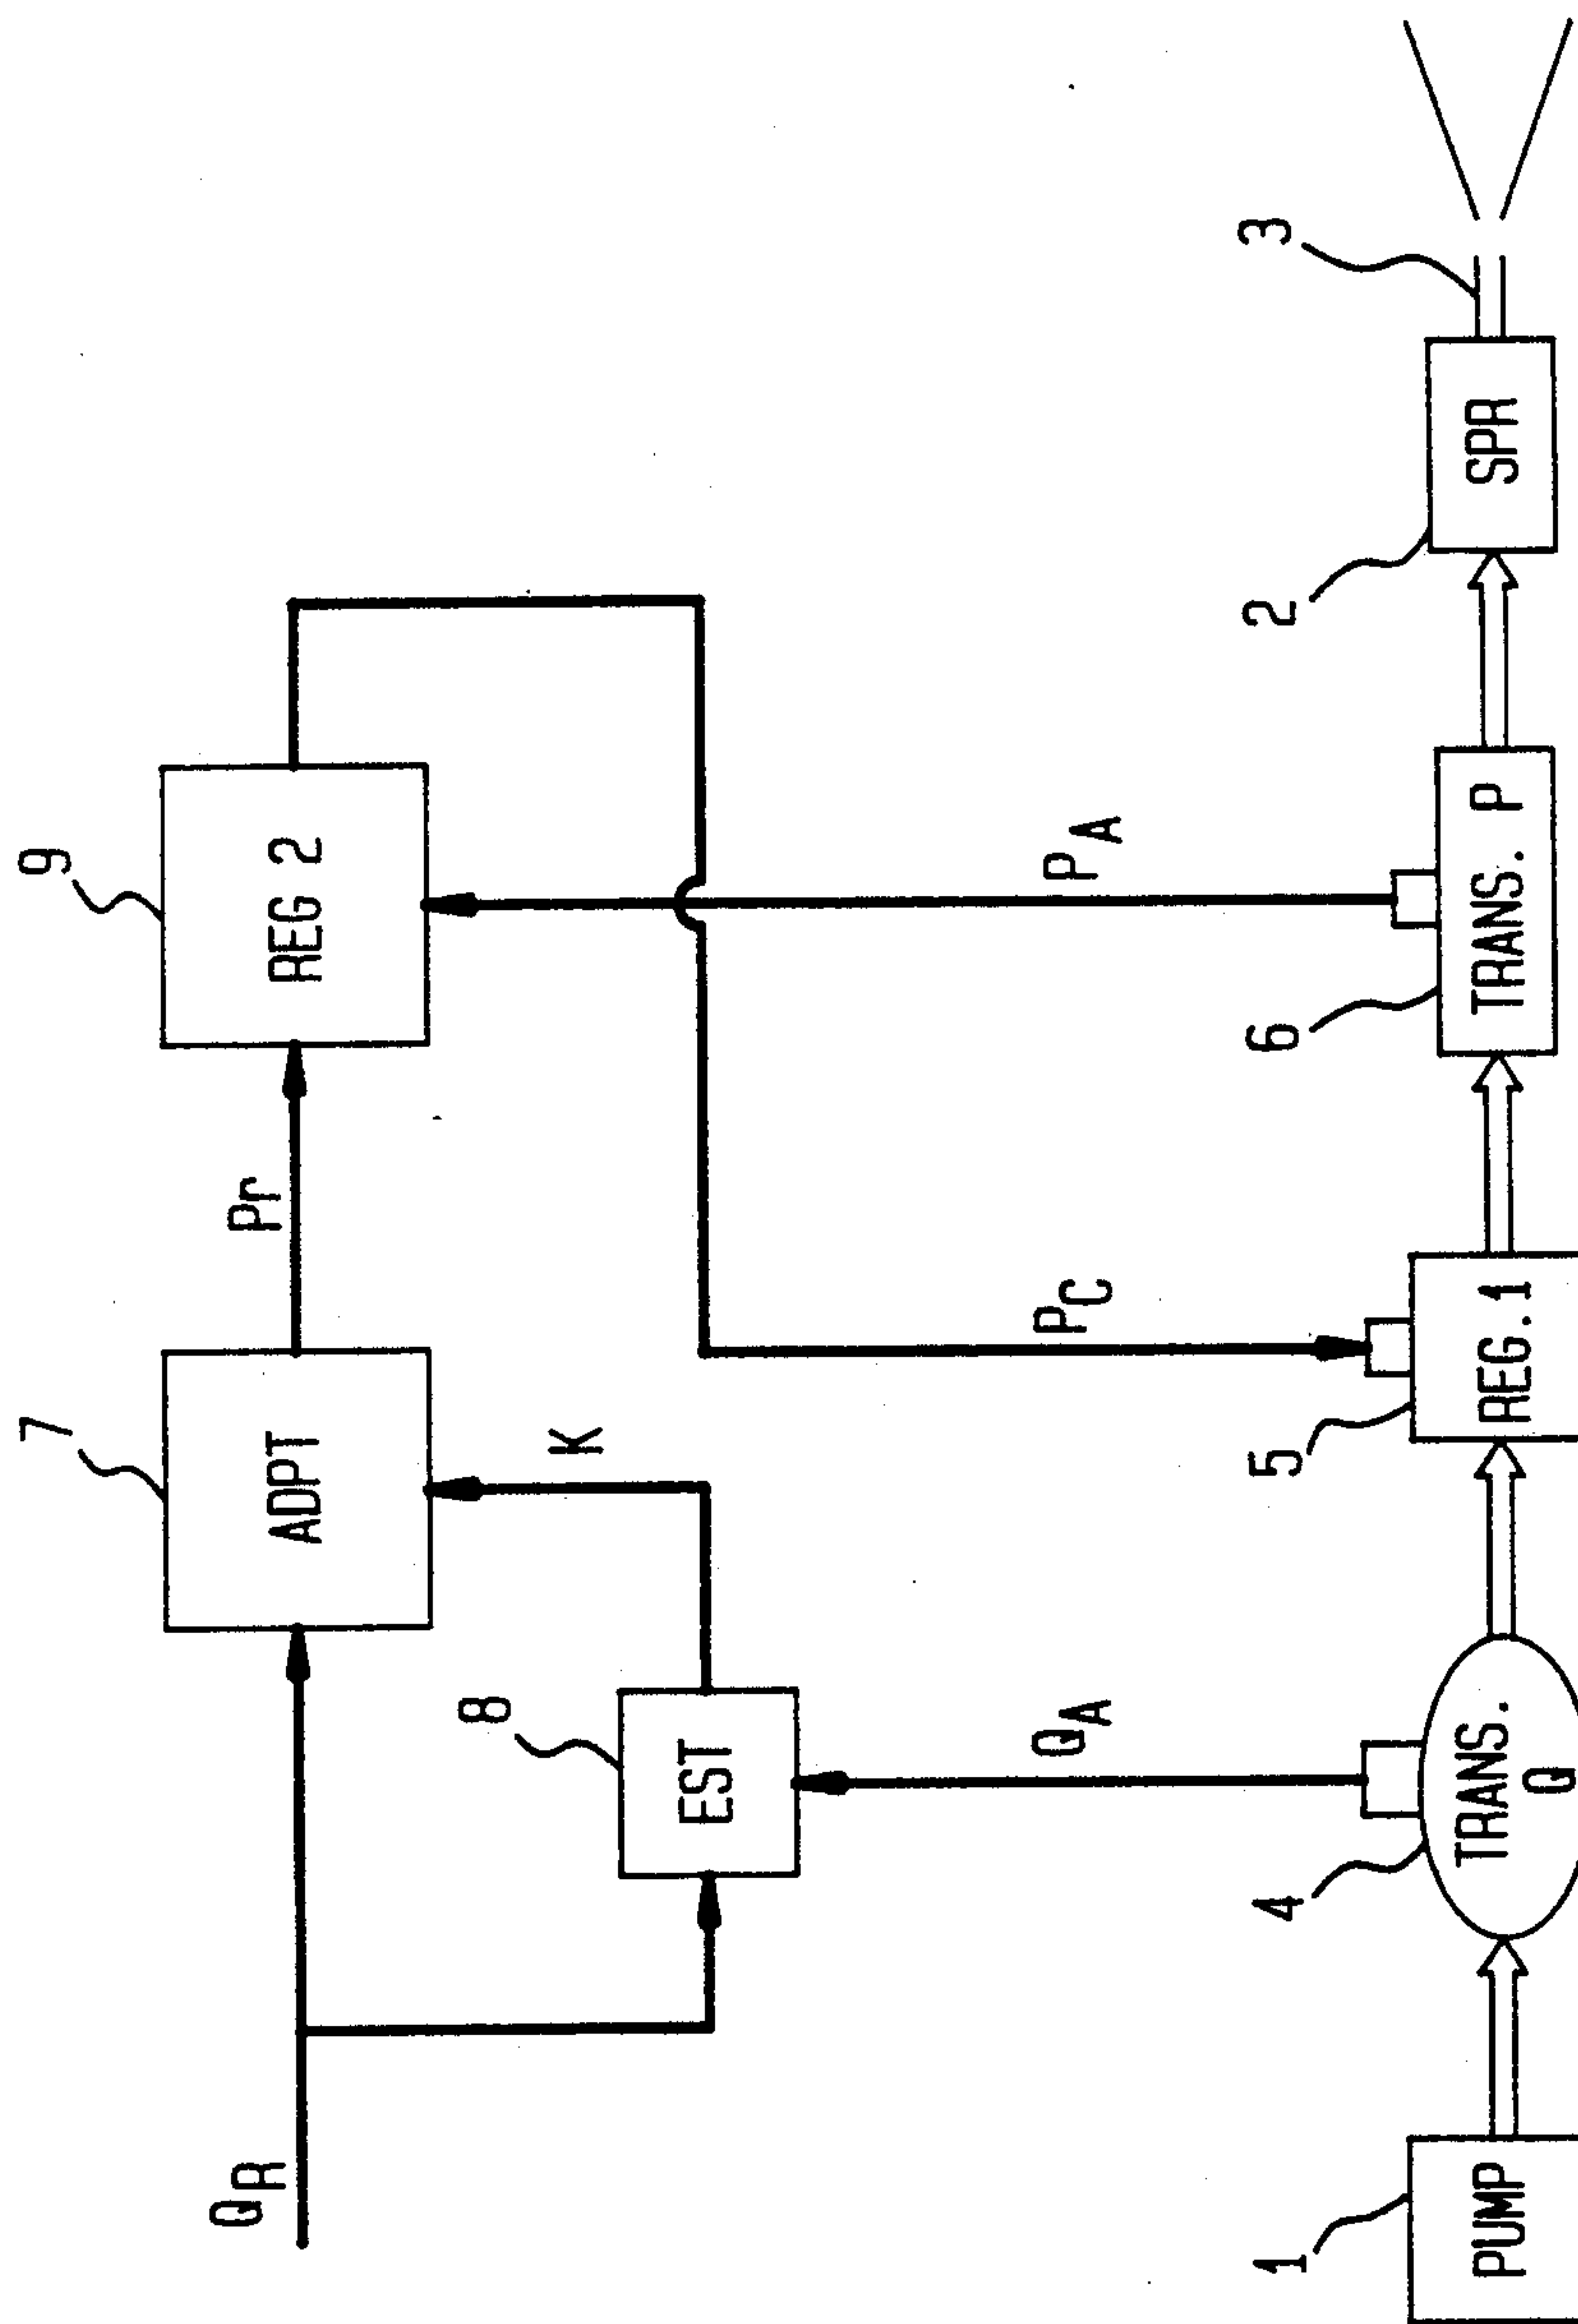 9
7
REG 2
ADPT
Pr
QR
8
EST
K
PA
PC
QA
3
2
6
5
4
1
SPR
TRANS. P
REG.1
TRANS.
Q
PUMP